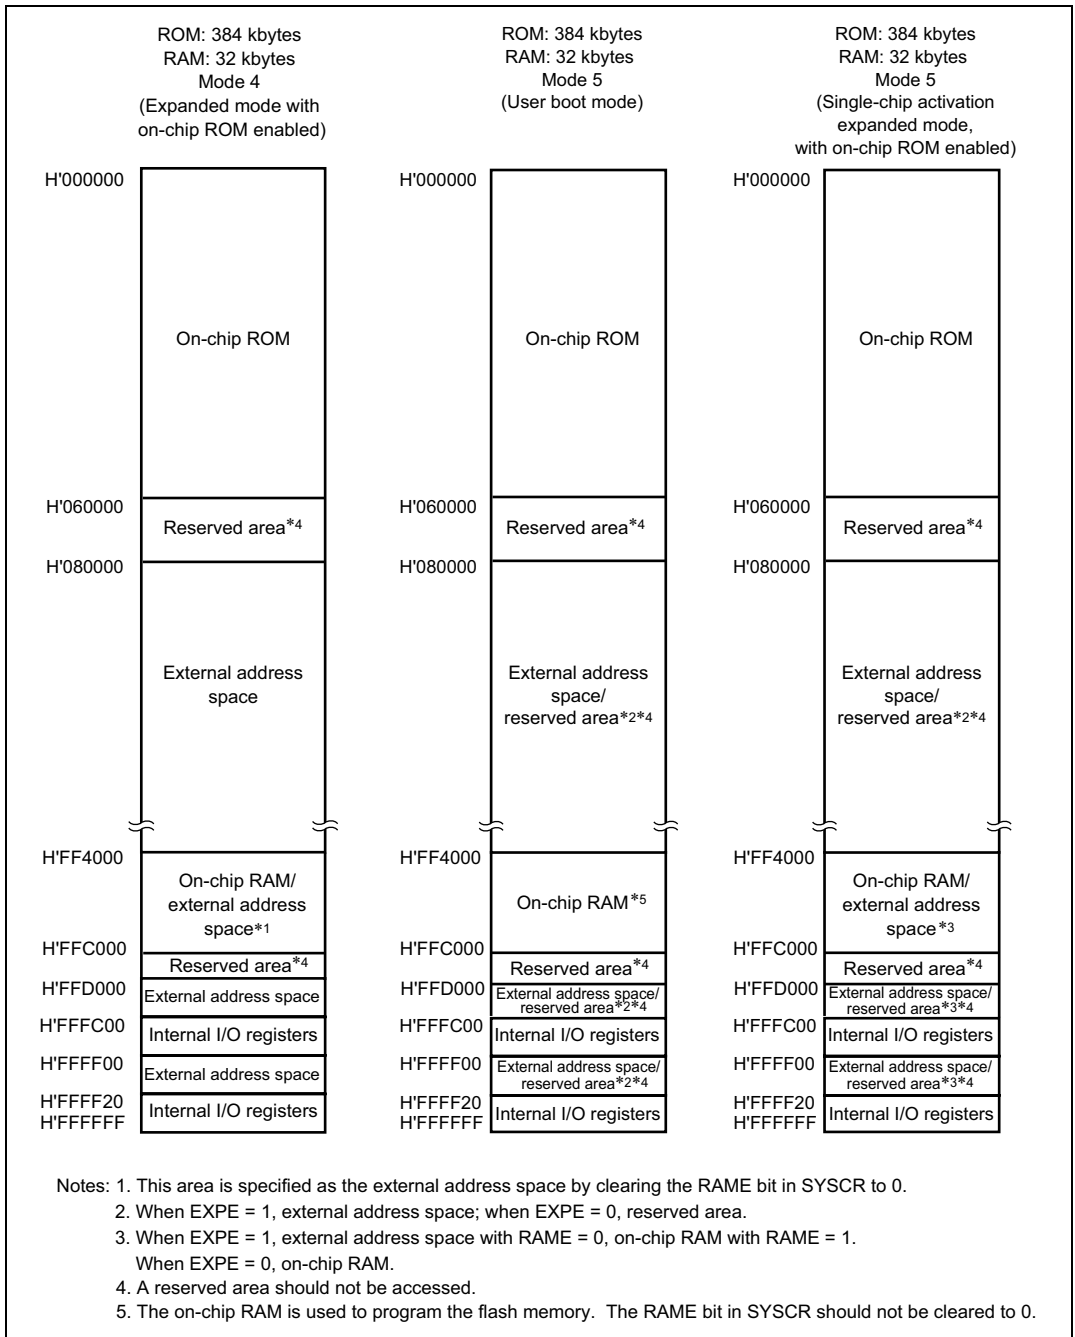 ROM: 384 kbytes
RAM: 32 kbytes
Mode 4
(Expanded mode with
on-chip ROM enabled)
H'000000
On-chip ROM
H'060000
Reserved area*4
H'080000
External address
space
H'FF4000
On-chip RAM/
external address
space*1
H'FFC000
Reserved area*4
H'FFD000
External address space
H'FFFC00
Internal I/O registers
H'FFFF00
External address space
H'FFFF20
Internal I/O registers
H'FFFFFF
ROM: 384 kbytes
RAM: 32 kbytes
Mode 5
(User boot mode)
H'000000
On-chip ROM
H'060000
Reserved area*4
H'080000
External address
space/
reserved area*2*4
H'FF4000
On-chip RAM*5
H'FFC000
Reserved area*4
H'FFD000
External address space/
reserved area*2*4
H'FFFC00
Internal I/O registers
H'FFFF00
External address space/
reserved area*2*4
H'FFFF20
Internal I/O registers
H'FFFFFF
ROM: 384 kbytes
RAM: 32 kbytes
Mode 5
(Single-chip activation
expanded mode,
with on-chip ROM enabled)
H'000000
On-chip ROM
H'060000
Reserved area*4
H'080000
External address
space/
reserved area*2*4
H'FF4000
On-chip RAM/
external address
space*3
H'FFC000
Reserved area*4
H'FFD000
External address space/
reserved area*3*4
H'FFFC00
Internal I/O registers
H'FFFF00
External address space/
reserved area*3*4
H'FFFF20
Internal I/O registers
H'FFFFFF
Notes: 1. This area is specified as the external address space by clearing the RAME bit in SYSCR to 0.
2. When EXPE = 1, external address space; when EXPE = 0, reserved area.
3. When EXPE = 1, external address space with RAME = 0, on-chip RAM with RAME = 1.
When EXPE = 0, on-chip RAM.
4. A reserved area should not be accessed.
5. The on-chip RAM is used to program the flash memory. The RAME bit in SYSCR should not be cleared to 0.